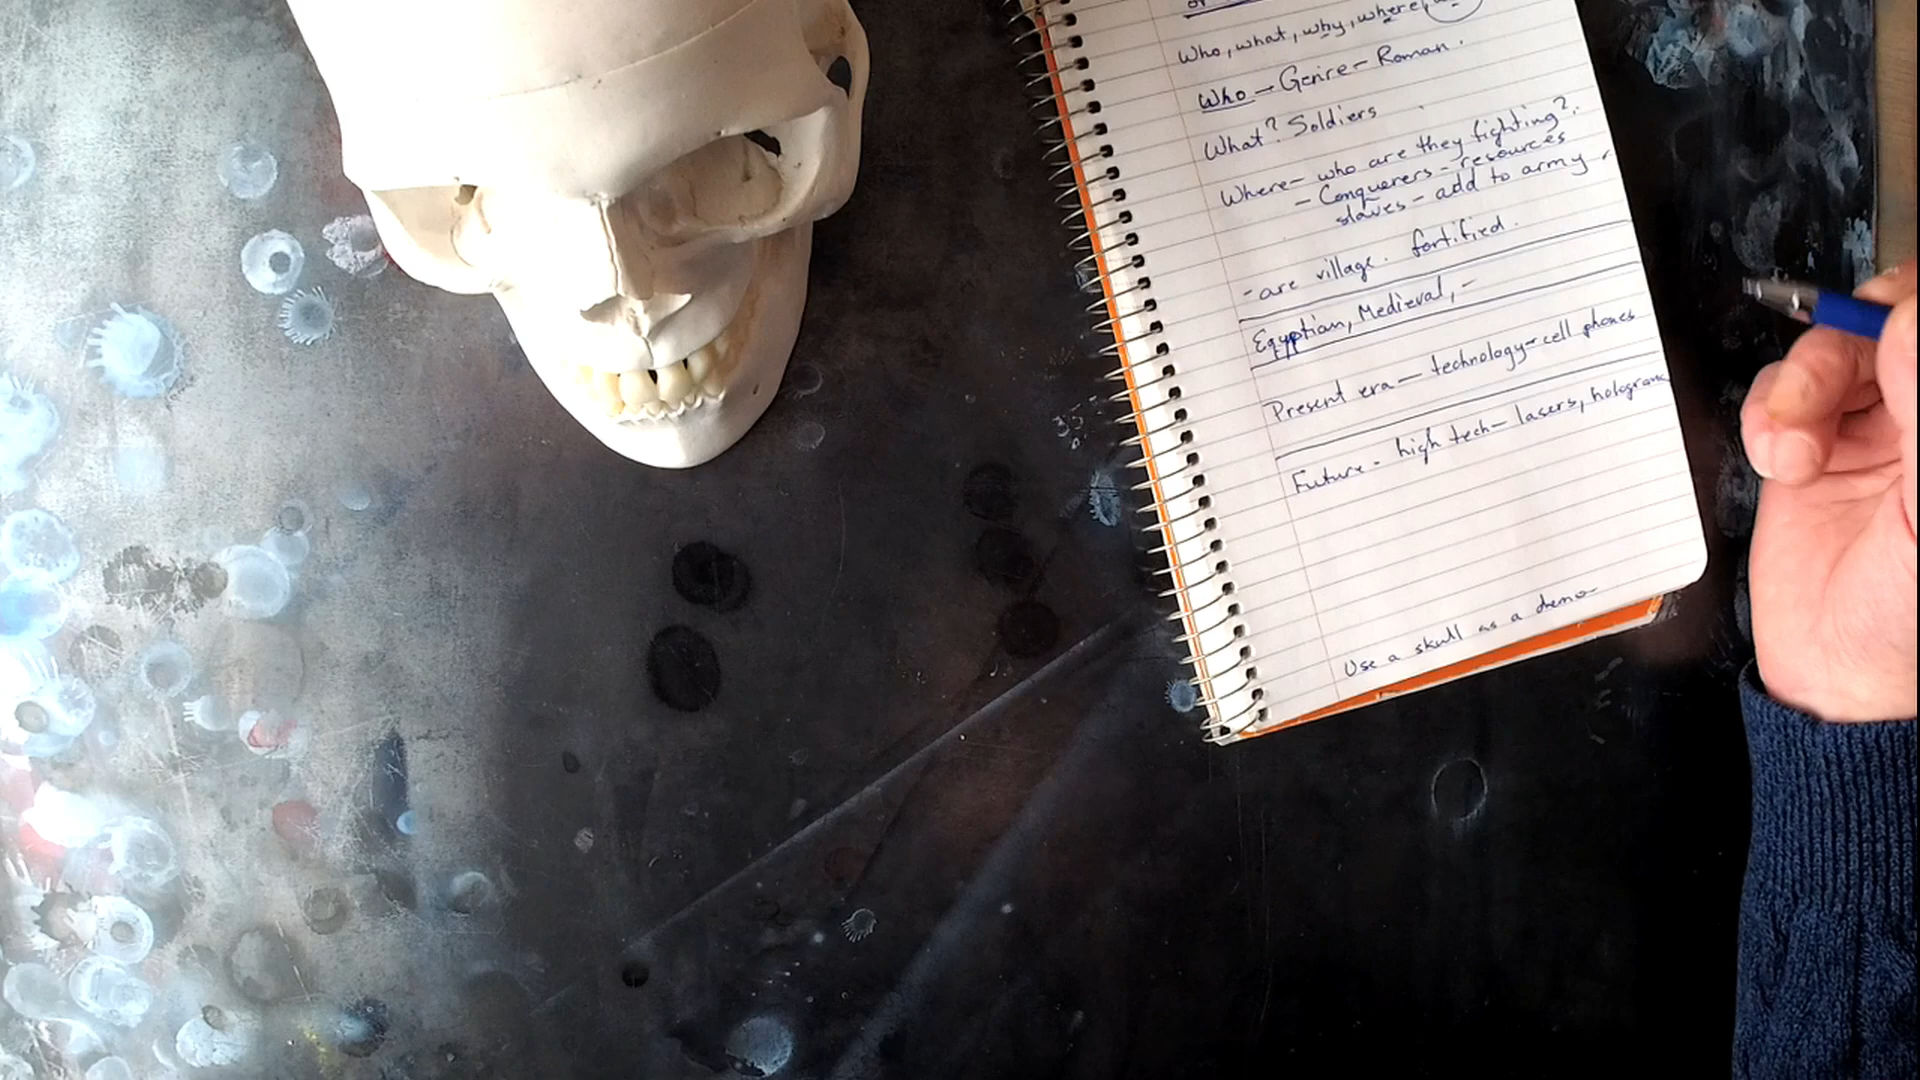 Who, what, why, where,
Who - Genre - Roman.
What? Soldiers
Where - who are they fighting?
- Conquerers - resources
slaves - add to army
- are village. fortified.
Egyptian, Medieval, -
Present era - technology - cell phones
Future - high tech - lasers, holograms
Use a skull as a demo